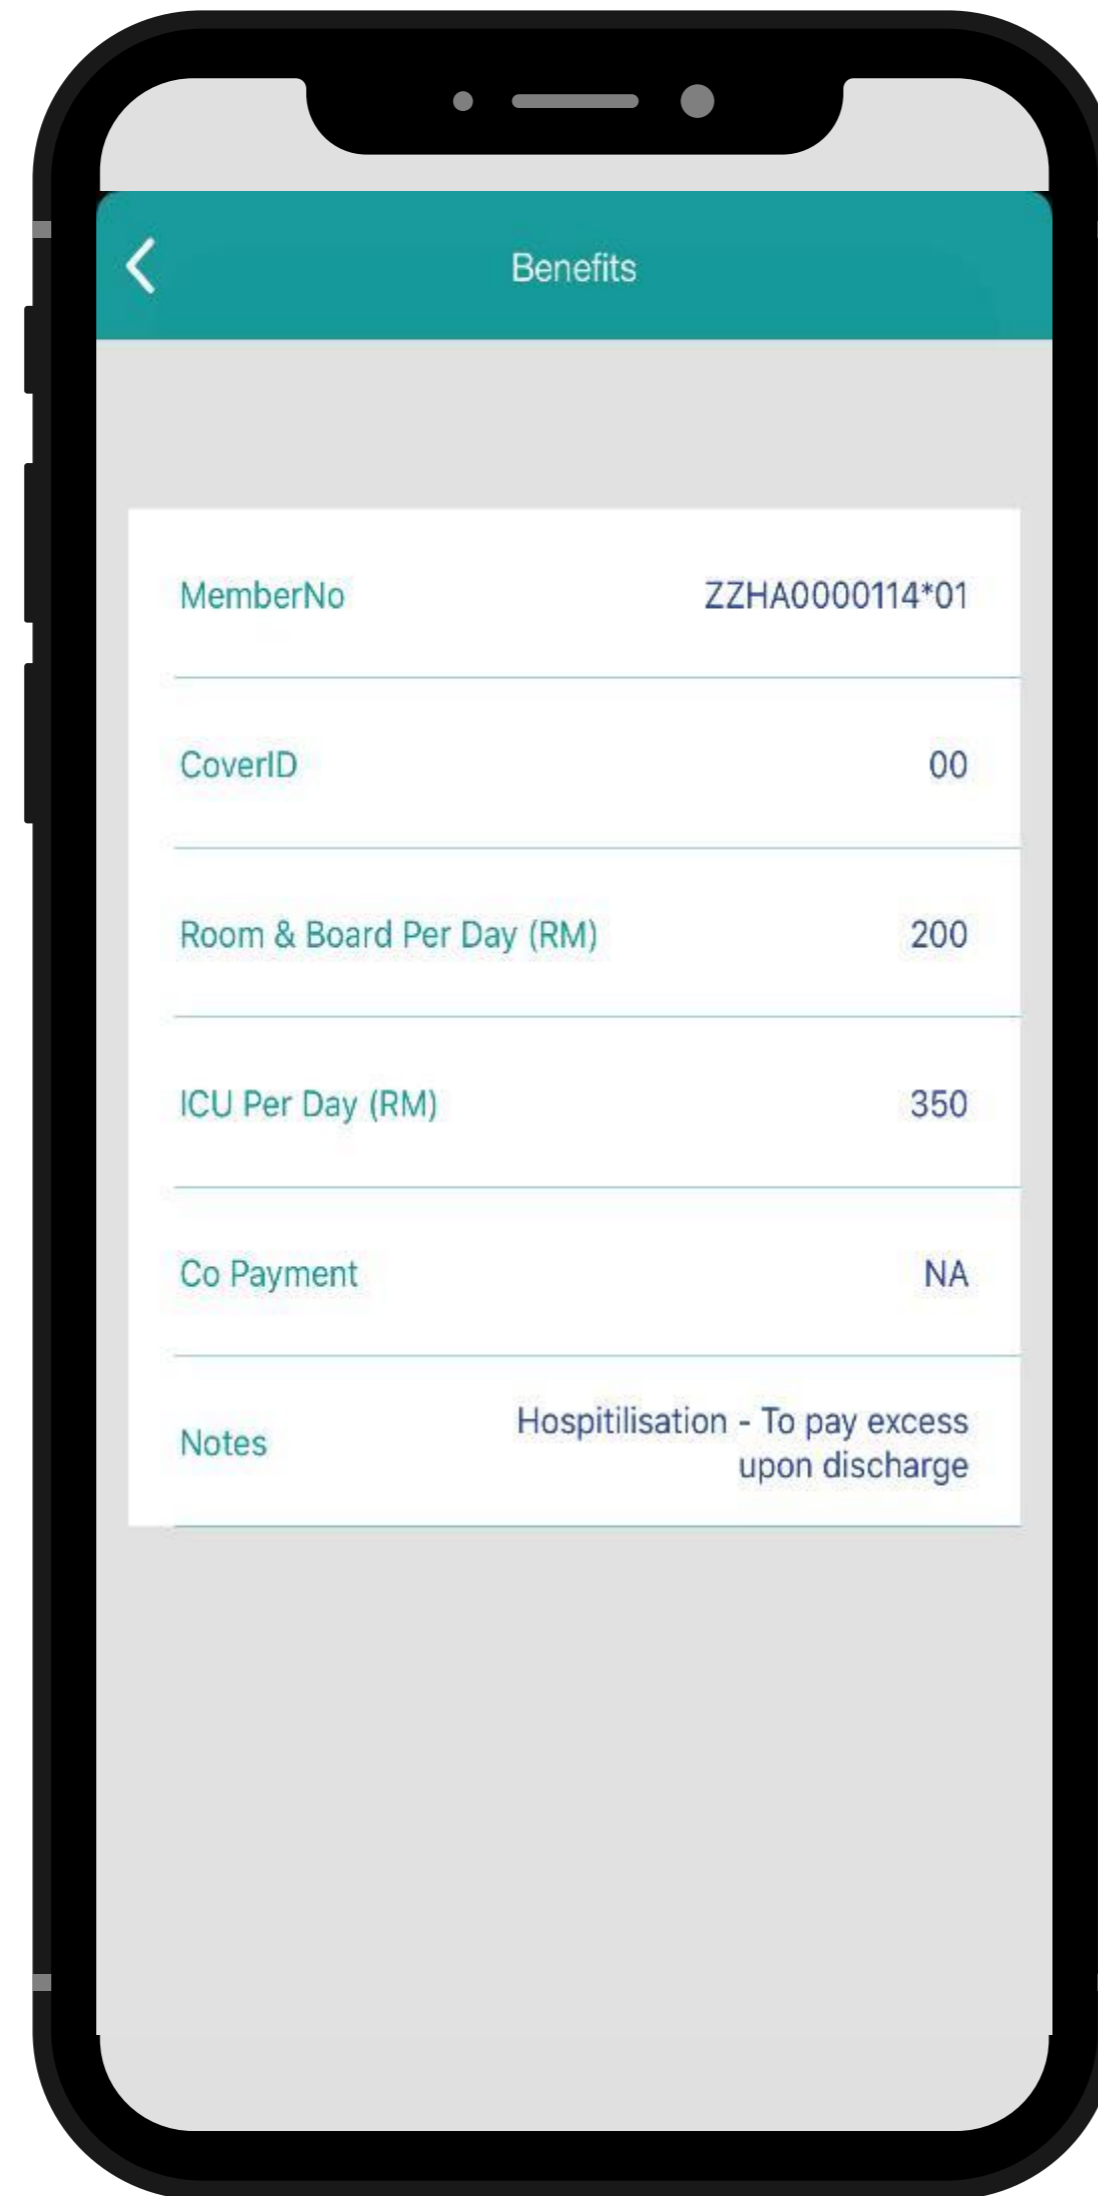 Benefits
MemberNo ZZHA0000114*01
CoverID 00
Room & Board Per Day (RM) 200
ICU Per Day (RM) 350
Co Payment NA
Notes Hospitilisation - To pay excess
upon discharge